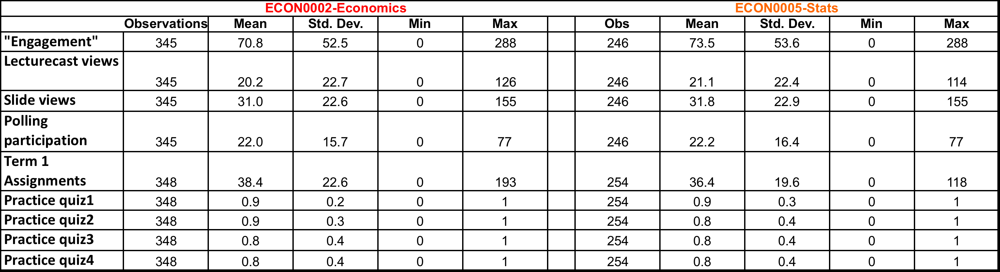 ECON0002-Economics ECON0005-Stats
Observations Mean Std. Dev. Min Max Obs Mean Std. Dev. Min Max
"Engagement" 345 70.8 52.5 0 288 246 73.5 53.6 0 288
Lecturecast views
345 20.2 22.7 0 126 246 21.1 22.4 0 114
Slide views 345 31.0 22.6 0 155 246 31.8 22.9 0 155
Polling
participation 345 22.0 15.7 0 77 246 22.2 16.4 0 77
Term 1
Assignments 348 38.4 22.6 0 193 254 36.4 19.6 0 118
Practice quiz1 348 0.9 0.2 0 1 254 0.9 0.3 0 1
Practice quiz2 348 0.9 0.3 0 1 254 0.8 0.4 0 1
Practice quiz3 348 0.8 0.4 0 1 254 0.8 0.4 0 1
Practice quiz4 348 0.8 0.4 0 1 254 0.8 0.4 0 1